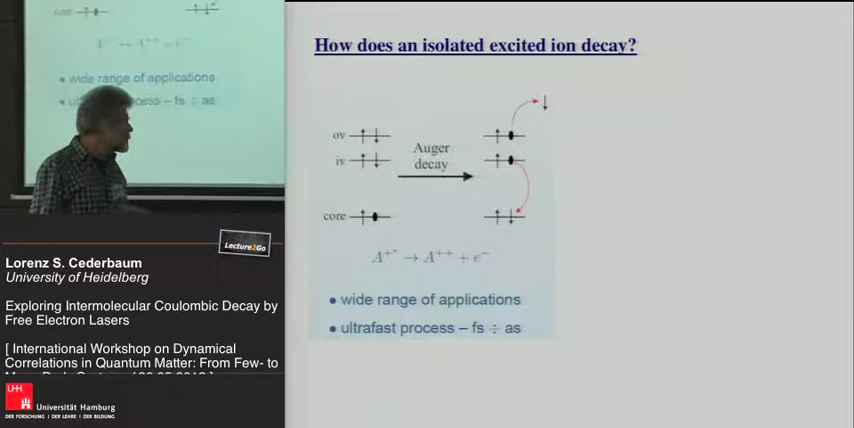 core
• wide range of applications
How does an isolated excited ion decay?
ov
iv
Auger
decay
core
A⁺* → A⁺⁺ + e⁻
• wide range of applications
• ultrafast process – fs ÷ as
Lecture2Go
Lorenz S. Cederbaum
University of Heidelberg
Exploring Intermolecular Coulombic Decay by
Free Electron Lasers
[ International Workshop on Dynamical
Correlations in Quantum Matter: From Few- to
UH
Universität Hamburg
DER FORSCHUNG | DER LEHRE | DER BILDUNG